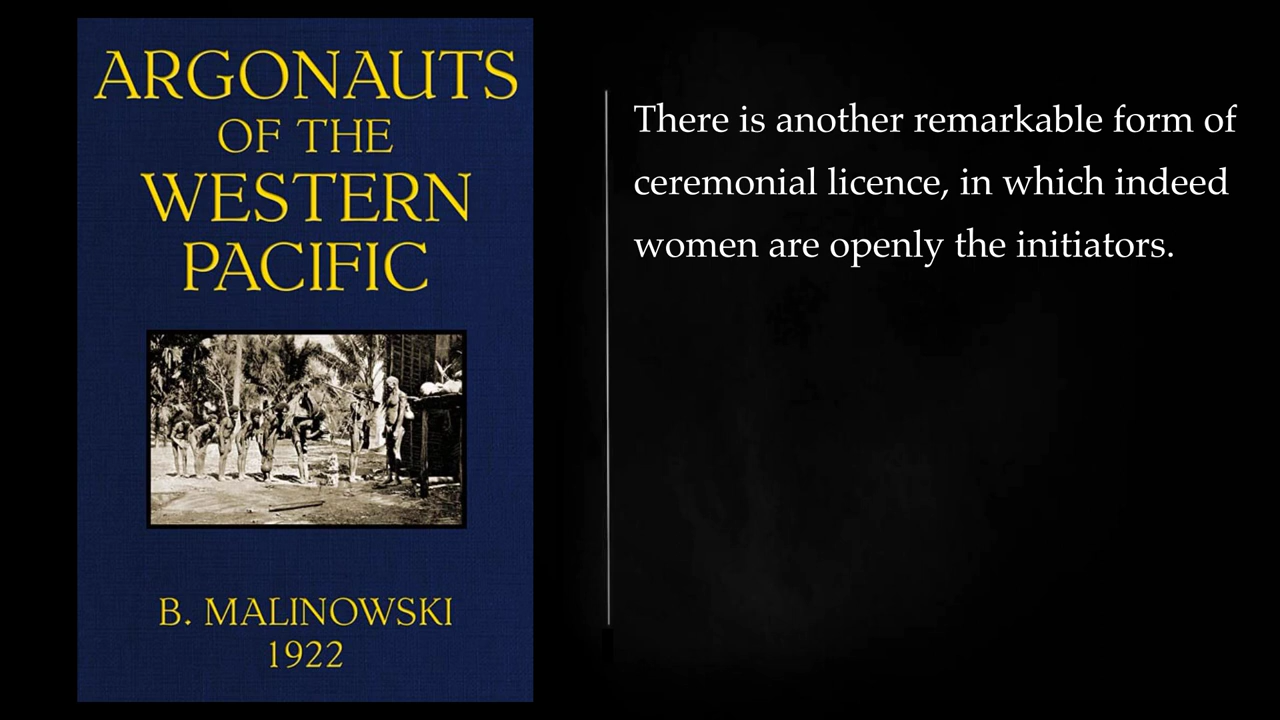 ARGONAUTS
OF THE
WESTERN
PACIFIC
B. MALINOWSKI
1922
There is another remarkable form of
ceremonial licence, in which indeed
women are openly the initiators.